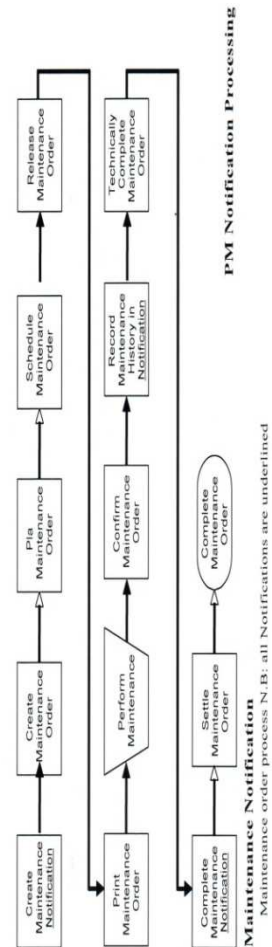 Create
Maintenance
Notification
Create
Maintenance
Order
Pla
Maintenance
Order
Schedule
Maintenance
Order
Release
Maintenance
Order
Print
Maintenance
Order
Perform
Maintenance
Confirm
Maintenance
Order
Record
Maintenance
History in
Notification
Technically
Complete
Maintenance
Order
Complete
Maintenance
Notification
Settle
Maintenance
Order
Complete
Maintenance
Order
PM Notification Processing
Maintenance Notification
Maintenance order process N.B: all Notifications are underlined